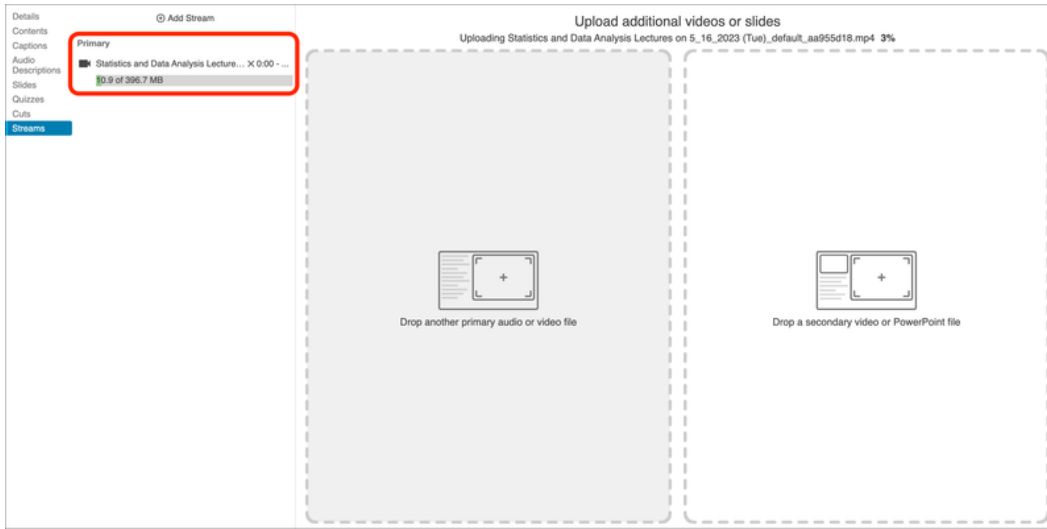 Details
Contents
Captions
Audio
Descriptions
Slides
Quizzes
Cuts
Streams
Add Stream
Primary
Statistics and Data Analysis Lecture... X 0:00 - ...
10.9 of 396.7 MB
Upload additional videos or slides
Uploading Statistics and Data Analysis Lectures on 5_16_2023 (Tue)_default_aa955d18.mp4 3%
Drop another primary audio or video file
Drop a secondary video or PowerPoint file